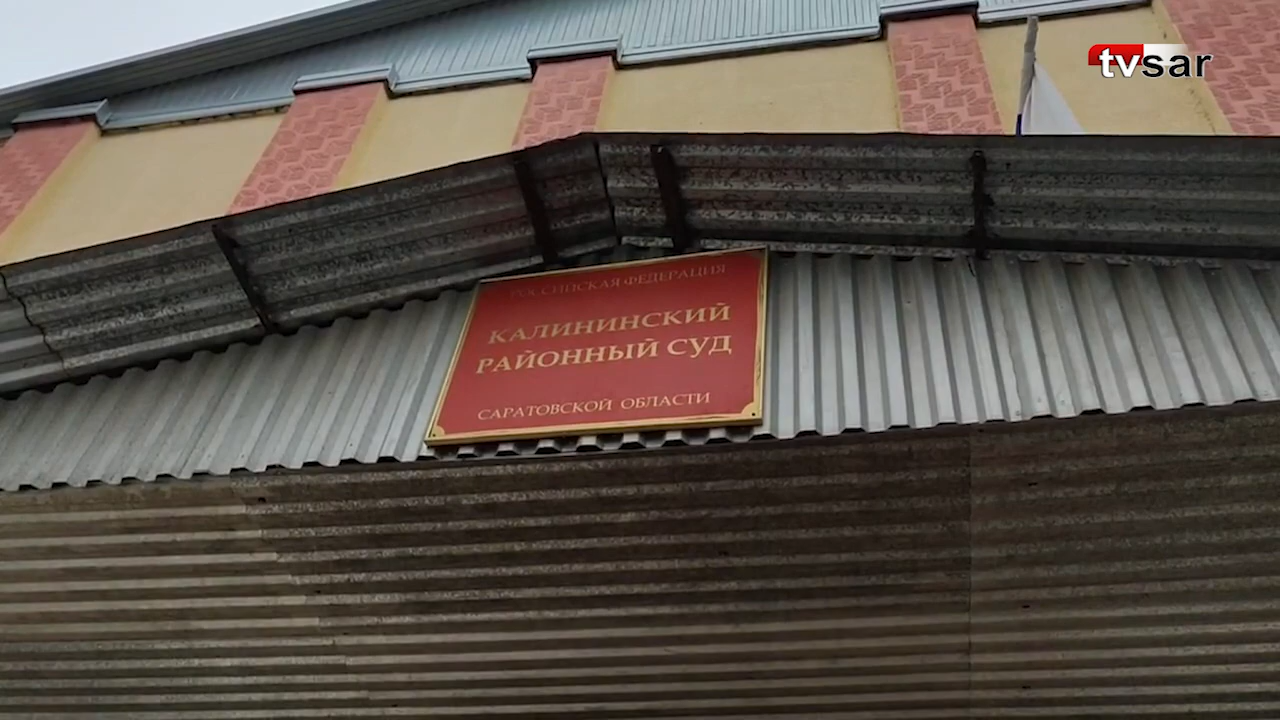 tvsar
РОССИЙСКАЯ ФЕДЕРАЦИЯ
КАЛИНИНСКИЙ
РАЙОННЫЙ СУД
САРАТОВСКОЙ ОБЛАСТИ